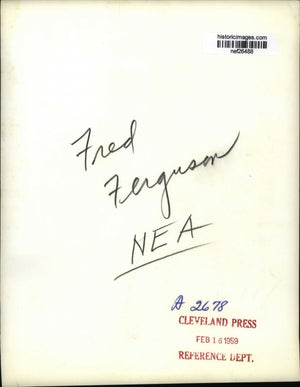 historicimages.com
nef26488
Fred
Ferguson
NEA
A 2678
CLEVELAND PRESS
FEB 16 1959
REFERENCE DEPT.